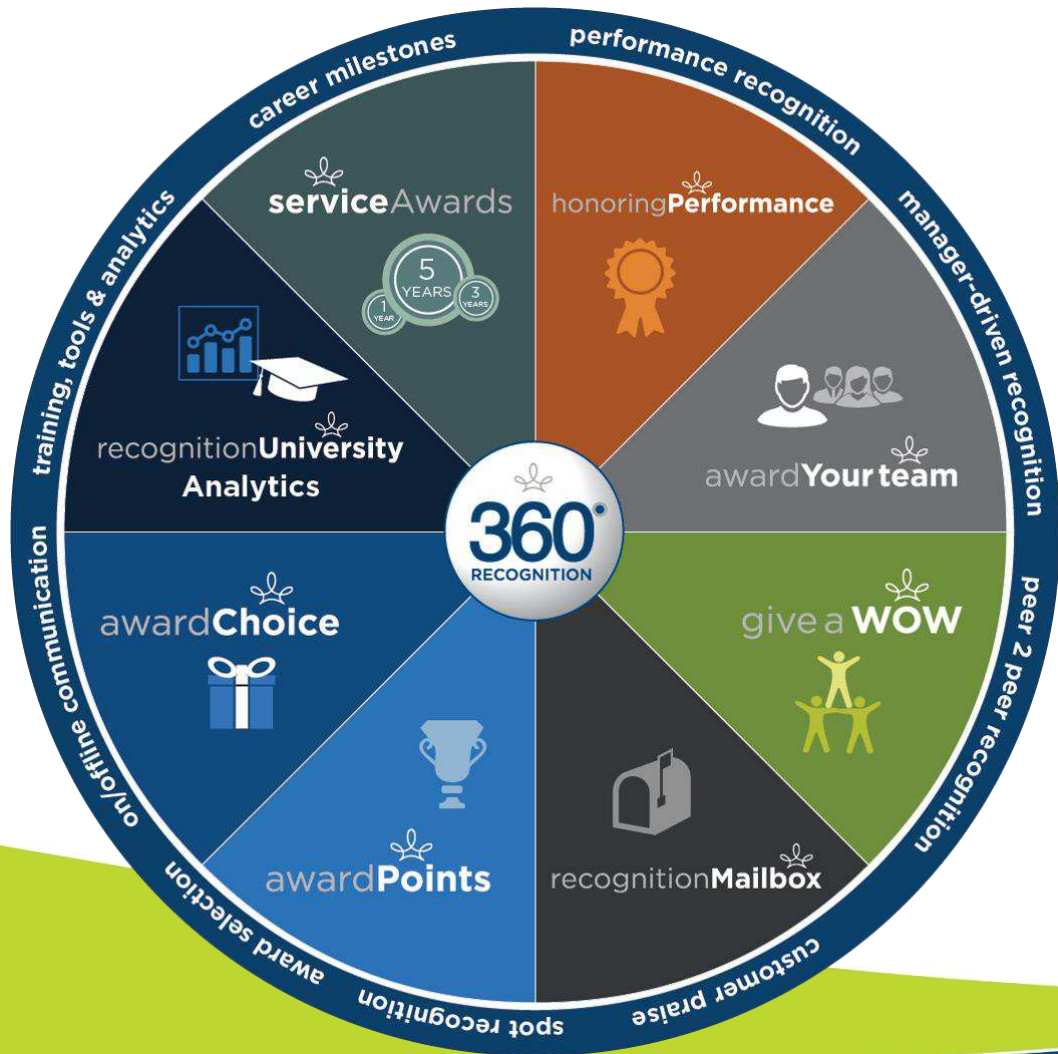 career milestones
performance recognition
manager-driven recognition
peer 2 peer recognition
customer praise
spot recognition
award selection
on/offline communication
training, tools & analytics
serviceAwards
1
YEAR
5
YEARS
3
YEARS
honoringPerformance
awardYourteam
give a WOW
recognitionMailbox
awardPoints
awardChoice
recognitionUniversity
Analytics
360°
RECOGNITION